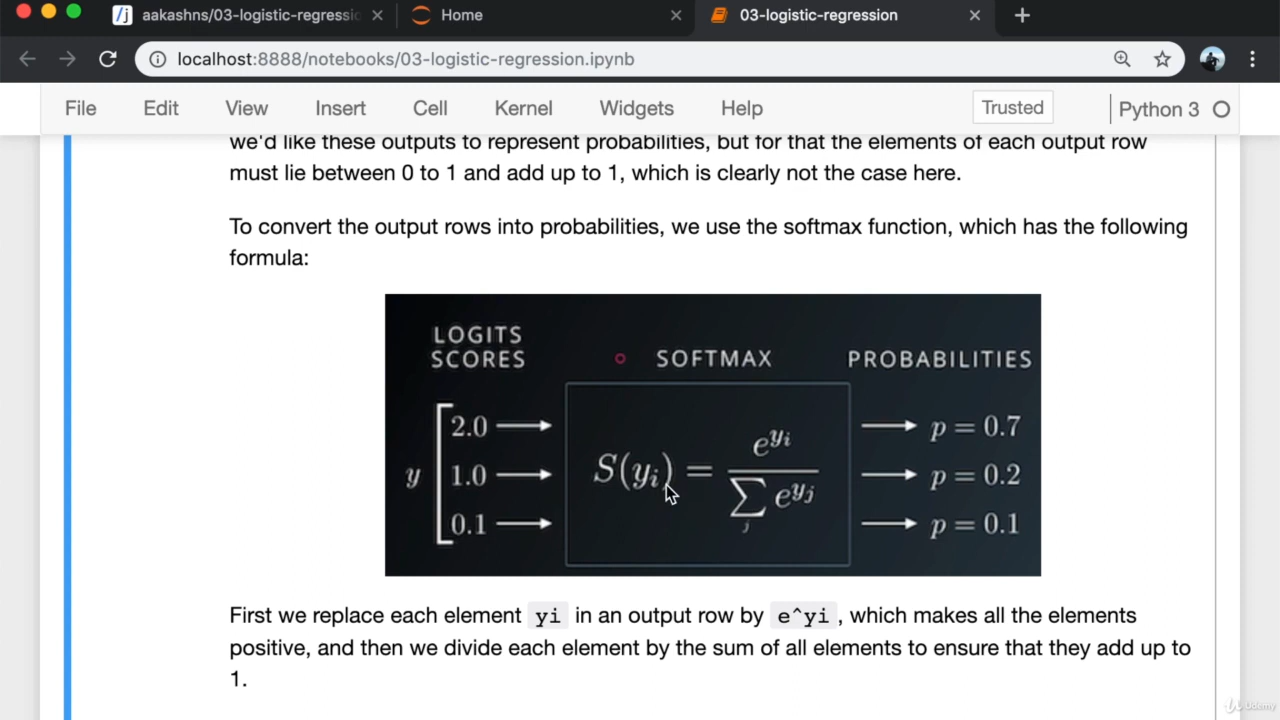 aakashns/03-logistic-regressic
Home
03-logistic-regression
localhost:8888/notebooks/03-logistic-regression.ipynb
File Edit View Insert Cell Kernel Widgets Help Trusted Python 3
we'd like these outputs to represent probabilities, but for that the elements of each output row
must lie between 0 to 1 and add up to 1, which is clearly not the case here.
To convert the output rows into probabilities, we use the softmax function, which has the following
formula:
LOGITS
SCORES
SOFTMAX
PROBABILITIES
y
2.0
1.0
0.1
S(y_i) = e^{y_i} / ∑_j e^{y_j}
p = 0.7
p = 0.2
p = 0.1
First we replace each element yi in an output row by e^yi , which makes all the elements
positive, and then we divide each element by the sum of all elements to ensure that they add up to
1.
Udemy